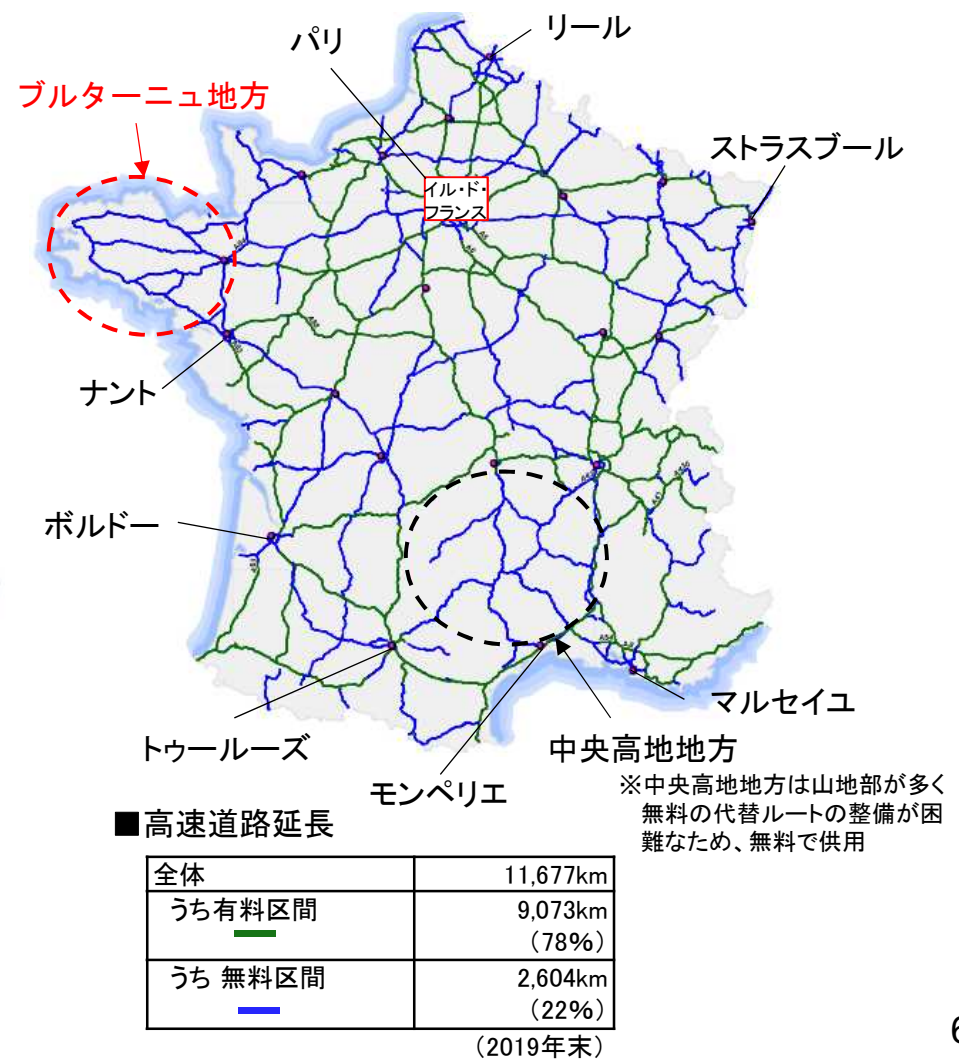 パリ
リール
ブルターニュ地方
ストラスブール
イル・ド・
フランス
ナント
ボルドー
マルセイユ
トゥールーズ
中央高地地方
モンペリエ
※中央高地地方は山地部が多く
無料の代替ルートの整備が困
難なため、無料で供用
■高速道路延長
全体 11,677km
うち有料区間 9,073km
(78%)
うち 無料区間 2,604km
(22%)
(2019年末)